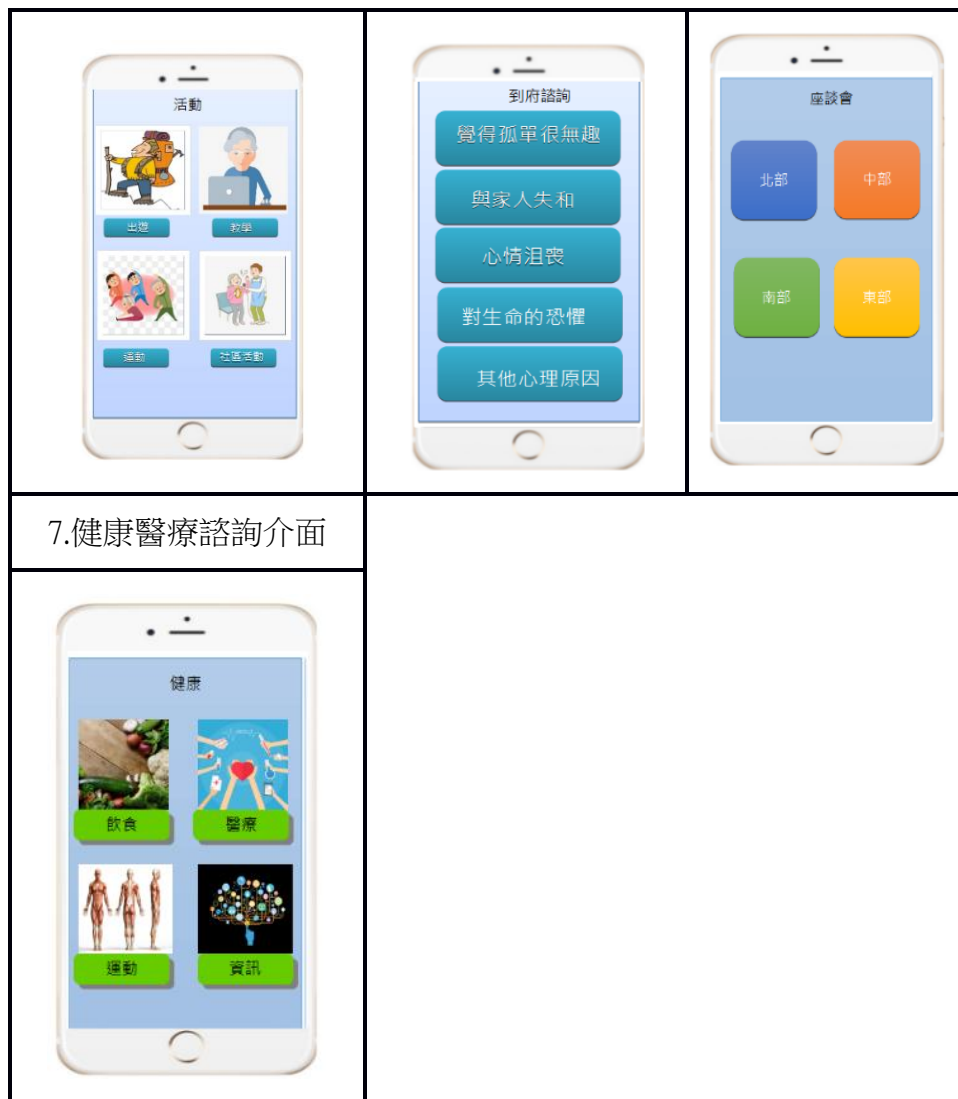 活動
出遊
教學
運動
社區活動
到府諮詢
覺得孤單很無趣
與家人失和
心情沮喪
對生命的恐懼
其他心理原因
座談會
北部
中部
南部
東部
7.健康醫療諮詢介面
健康
飲食
醫療
運動
資訊